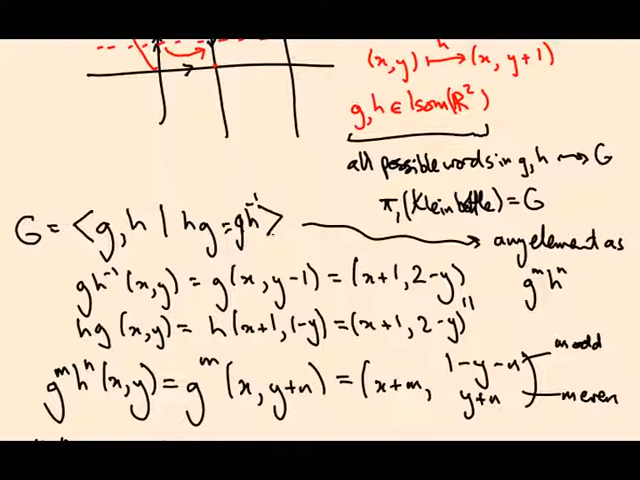 (x,y) ↦ʰ (x, y+1)
g,h ∈ Isom(ℝ²)
all possible words in g,h ⟿ G
π₁(Klein bottle) = G
G = <g,h | hg = gh⁻¹> ⟶ any element as
gᵐhⁿ
gh⁻¹(x,y) = g(x, y-1) = (x+1, 2-y)
hg(x,y) = h(x+1, 1-y) = (x+1, 2-y)
gᵐhⁿ(x,y) = gᵐ(x, y+n) = (x+m, 1-y-n) m odd
y+n m even